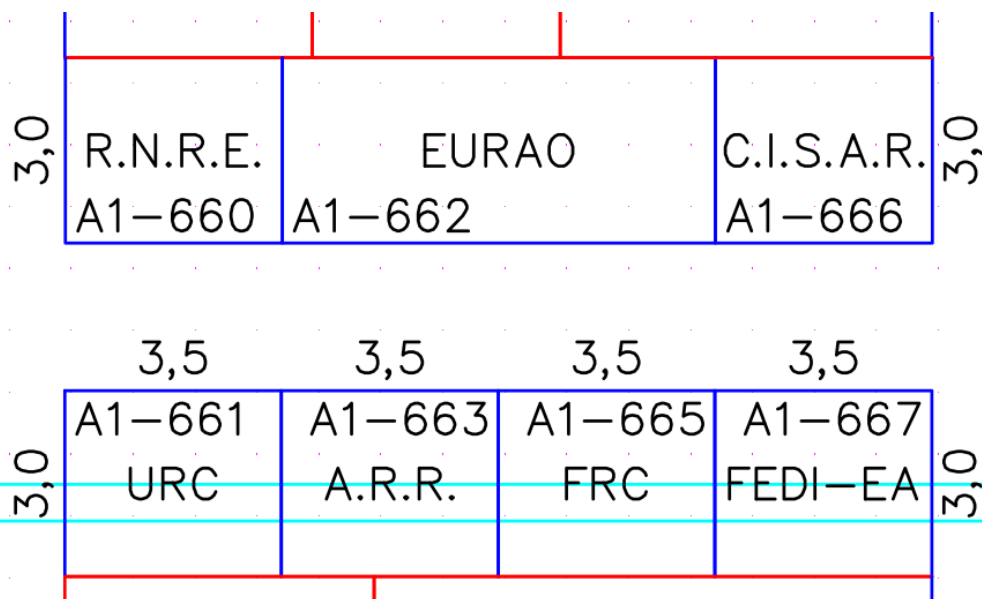 3,0
R.N.R.E.
A1-660
EURAO
A1-662
C.I.S.A.R.
A1-666
3,0
3,5 3,5 3,5 3,5
3,0
A1-661
URC
A1-663
A.R.R.
A1-665
FRC
A1-667
FEDI-EA
3,0